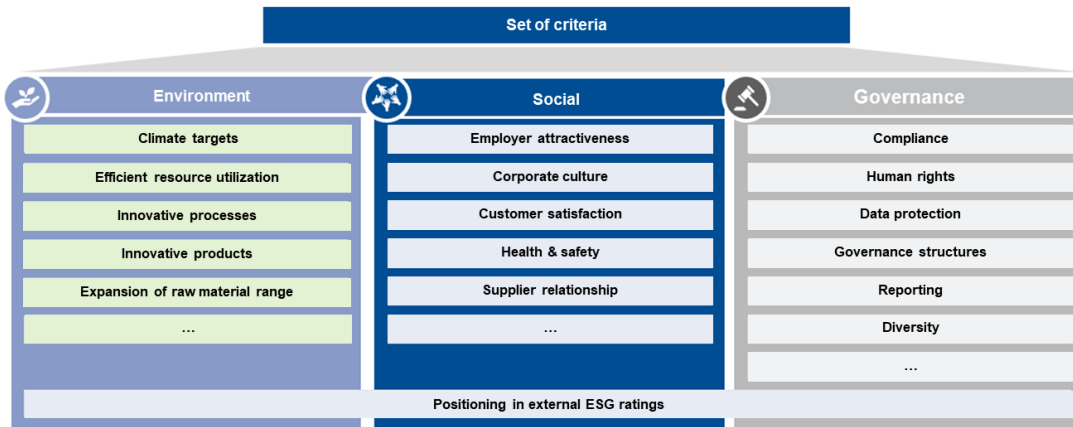 Set of criteria
Environment
Climate targets
Efficient resource utilization
Innovative processes
Innovative products
Expansion of raw material range
…
Social
Employer attractiveness
Corporate culture
Customer satisfaction
Health & safety
Supplier relationship
…
Governance
Compliance
Human rights
Data protection
Governance structures
Reporting
Diversity
…
Positioning in external ESG ratings